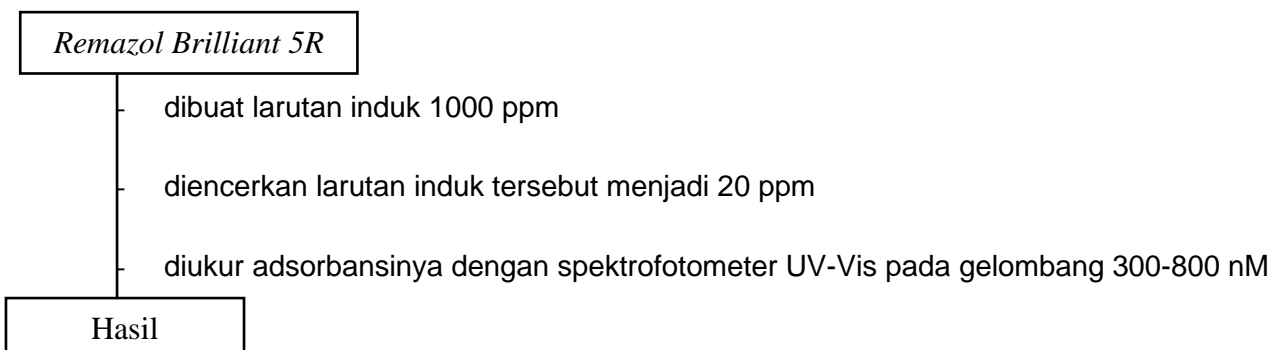 Remazol Brilliant 5R
- dibuat larutan induk 1000 ppm
- diencerkan larutan induk tersebut menjadi 20 ppm
- diukur adsorbansinya dengan spektrofotometer UV-Vis pada gelombang 300-800 nM
Hasil